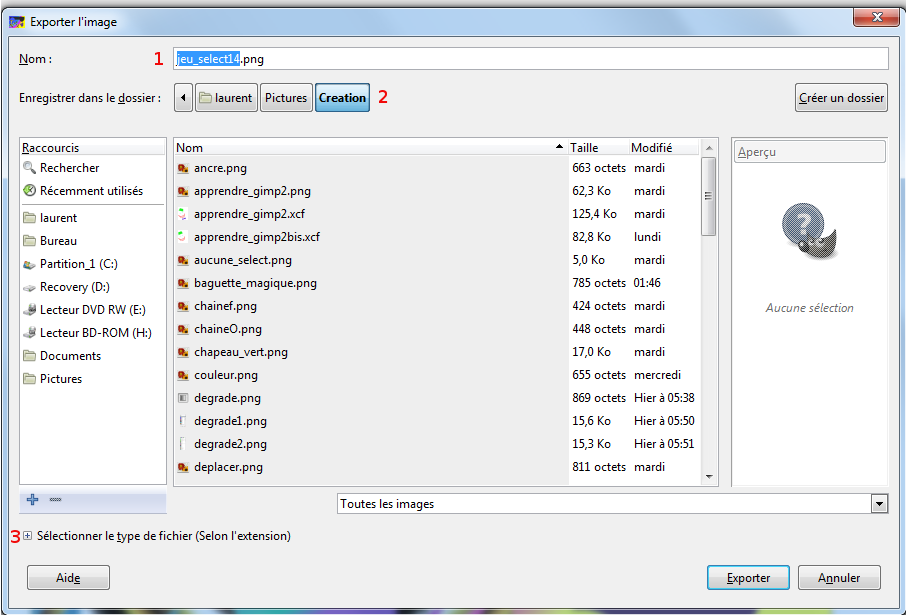 Exporter l'image
Nom : 1 jeu_select14.png
Enregistrer dans le dossier : laurent Pictures Creation 2 Créer un dossier
Raccourcis
Rechercher
Récemment utilisés
laurent
Bureau
Partition_1 (C:)
Recovery (D:)
Lecteur DVD RW (E:)
Lecteur BD-ROM (H:)
Documents
Pictures
Nom Taille Modifié
ancre.png 663 octets mardi
apprendre_gimp2.png 62,3 Ko mardi
apprendre_gimp2.xcf 125,4 Ko mardi
apprendre_gimp2bis.xcf 82,8 Ko lundi
aucune_select.png 5,0 Ko mardi
baguette_magique.png 785 octets 01:46
chainef.png 424 octets mardi
chaineO.png 448 octets mardi
chapeau_vert.png 17,0 Ko mardi
couleur.png 655 octets mercredi
degrade.png 869 octets Hier à 05:38
degrade1.png 15,6 Ko Hier à 05:50
degrade2.png 15,3 Ko Hier à 05:51
deplacer.png 811 octets mardi
Aperçu
Aucune sélection
Toutes les images
3 Sélectionner le type de fichier (Selon l'extension)
Aide Exporter Annuler